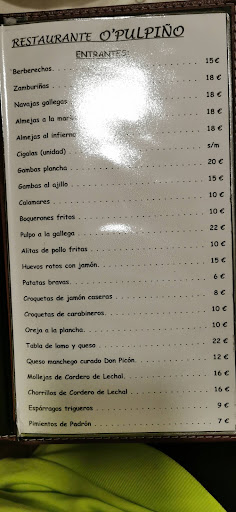 RESTAURANTE O'PULPIÑO
ENTRANTES:
Berberechos. 15 €
Zamburiñas 18 €
Navajas gallegas 18 €
Almejas a la 18 €
Almejas al infierno 18 €
Cigalas (unidad) s/m
Gambas plancha 20 €
Gambas al ajillo 15 €
Calamares 10 €
Boquerones fritos 10 €
Pulpo a la gallega 22 €
Alitas de pollo fritas 10 €
Huevos rotos con jamón. 15 €
Patatas bravas 6 €
Croquetas de jamón caseras 8 €
Croquetas de carabineros 10 €
Oreja a la plancha. 10 €
Tabla de lomo y queso 22 €
Queso manchego curado Don Picón. 12 €
Mollejas de Cordero de Lechal. 16 €
Chorrillos de Cordero de Lechal 16 €
Espárragos trigueros 9 €
Pimientos de Padrón 7 €